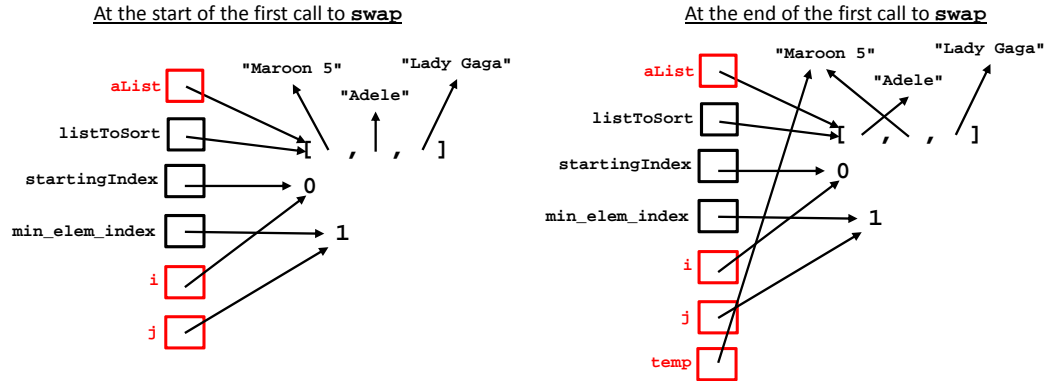 At the start of the first call to swap
"Maroon 5"
"Lady Gaga"
aList
"Adele"
listToSort
[ , , ]
startingIndex
0
min_elem_index
1
i
j
At the end of the first call to swap
"Maroon 5"
"Lady Gaga"
aList
"Adele"
listToSort
[ , , ]
startingIndex
0
min_elem_index
1
i
j
temp